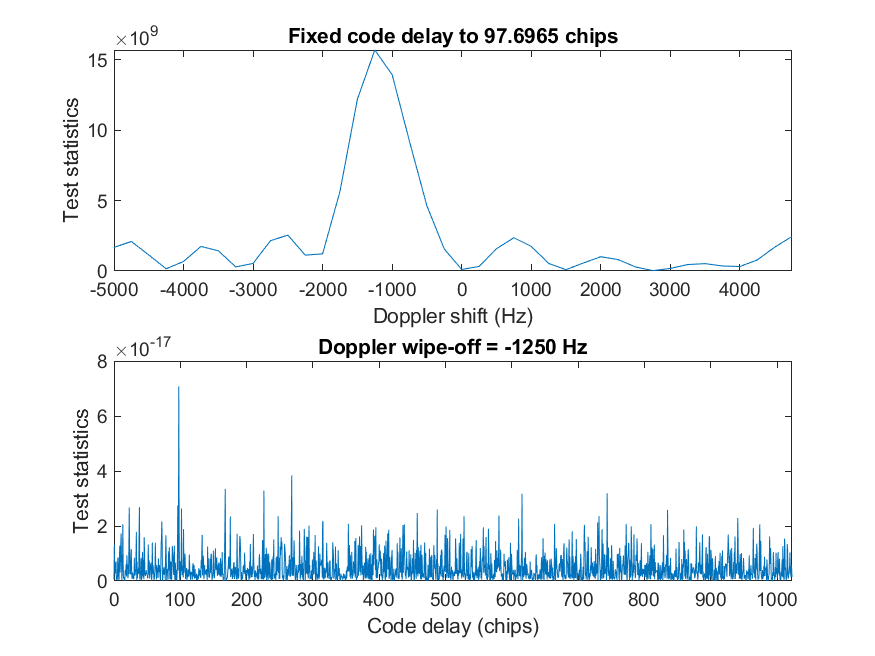 ×10^9
Fixed code delay to 97.6965 chips
15
10
5
0
Test statistics
-5000 -4000 -3000 -2000 -1000 0 1000 2000 3000 4000
Doppler shift (Hz)
×10^-17
Doppler wipe-off = -1250 Hz
8
6
4
2
0
Test statistics
0 100 200 300 400 500 600 700 800 900 1000
Code delay (chips)